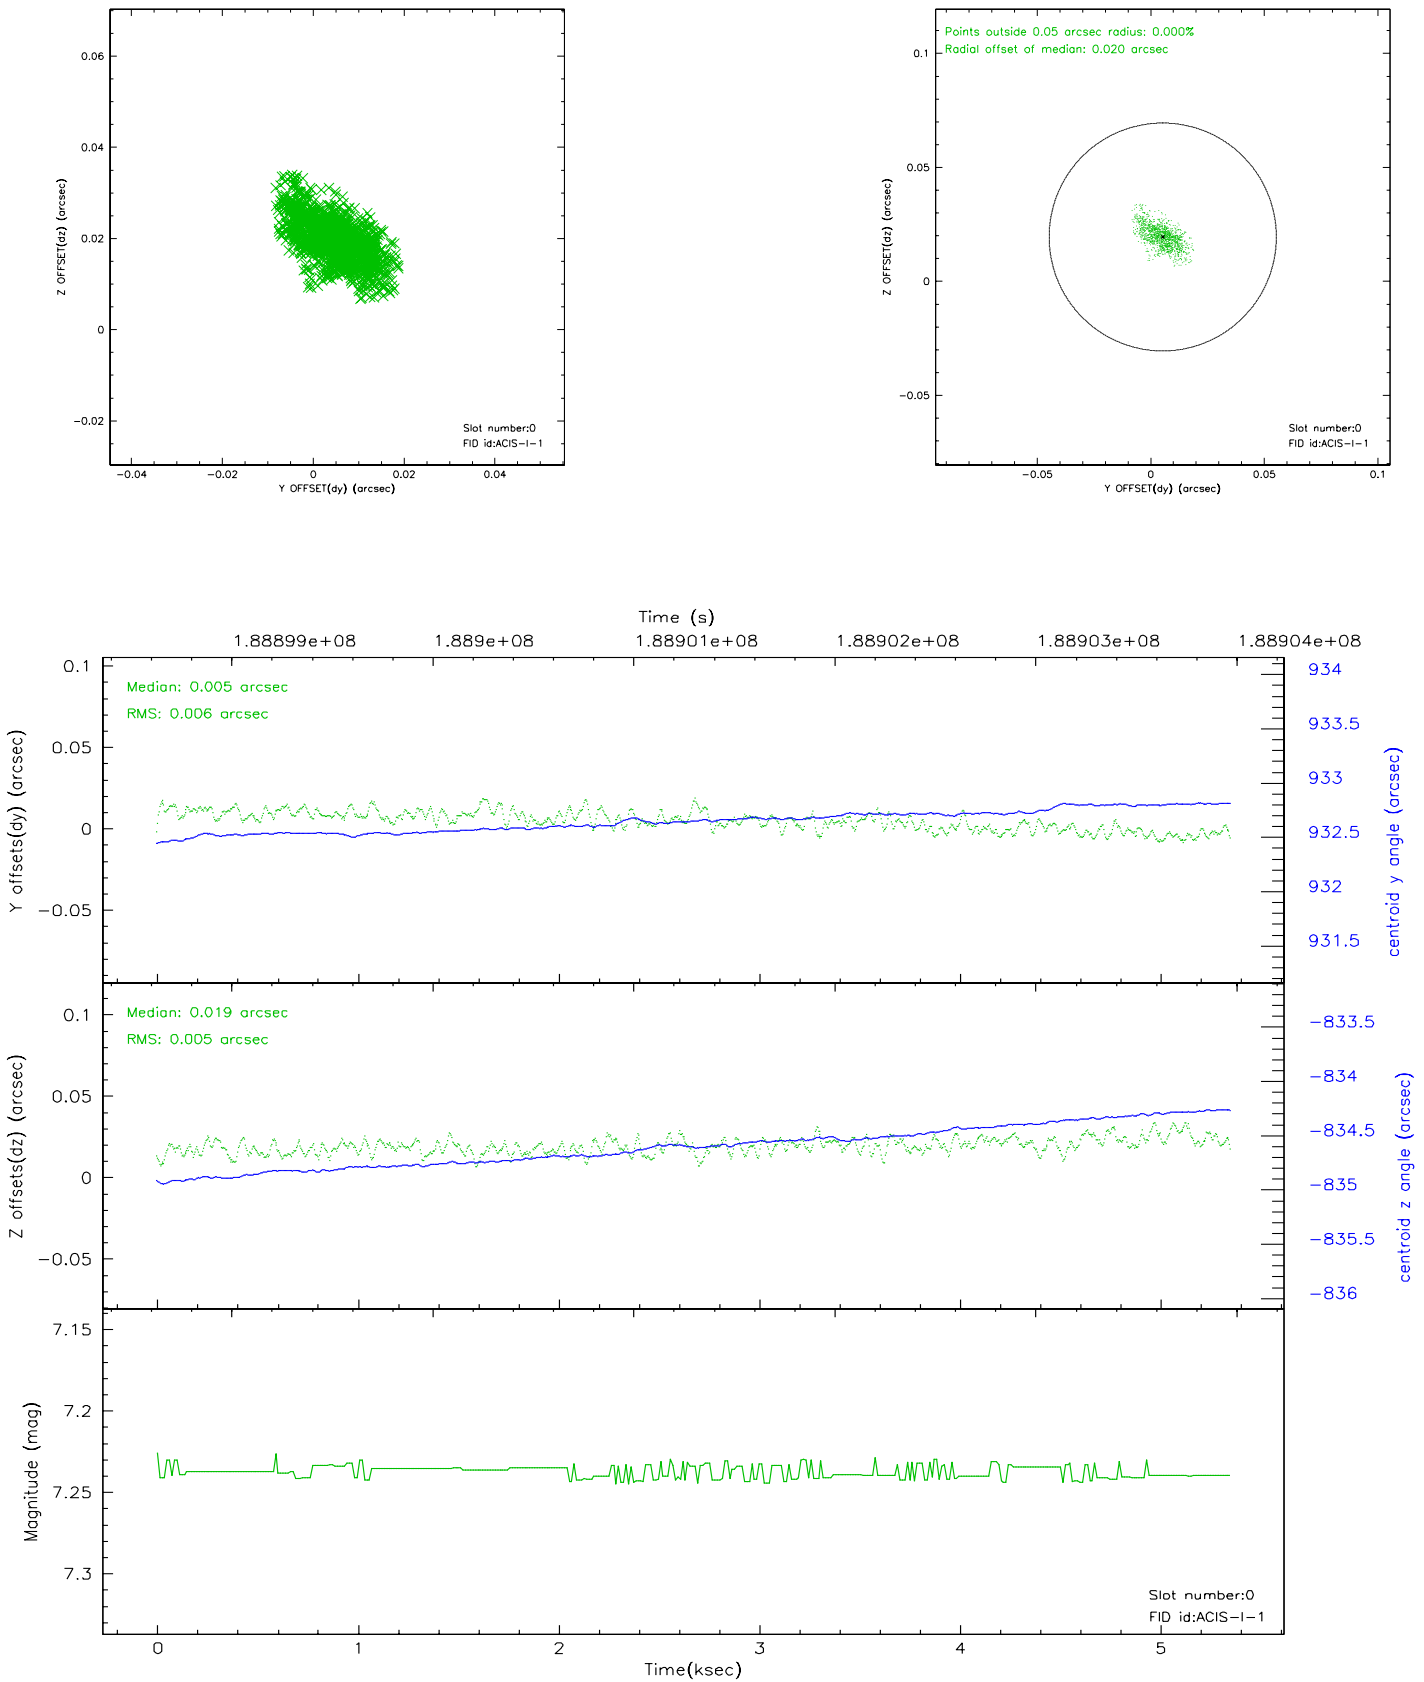 0.06
0.04
0.02
0
−0.02
−0.04
−0.02
0
0.02
0.04
Z OFFSET(dz) (arcsec)
Y OFFSET(dy) (arcsec)
Slot number:0
FID id:ACIS−I−1
Points outside 0.05 arcsec radius: 0.000%
Radial offset of median: 0.020 arcsec
0.1
0.05
0
−0.05
−0.05
0
0.05
0.1
Z OFFSET(dz) (arcsec)
Y OFFSET(dy) (arcsec)
Slot number:0
FID id:ACIS−I−1
Time (s)
1.88899e+08
1.889e+08
1.88901e+08
1.88902e+08
1.88903e+08
1.88904e+08
Median: 0.005 arcsec
RMS: 0.006 arcsec
0.1
0.05
0
−0.05
Y offsets(dy) (arcsec)
934
933.5
933
932.5
932
931.5
centroid y angle (arcsec)
Median: 0.019 arcsec
RMS: 0.005 arcsec
0.1
0.05
0
−0.05
Z offsets(dz) (arcsec)
−833.5
−834
−834.5
−835
−835.5
−836
centroid z angle (arcsec)
7.15
7.2
7.25
7.3
Magnitude (mag)
Slot number:0
FID id:ACIS−I−1
0
1
2
3
4
5
Time(ksec)